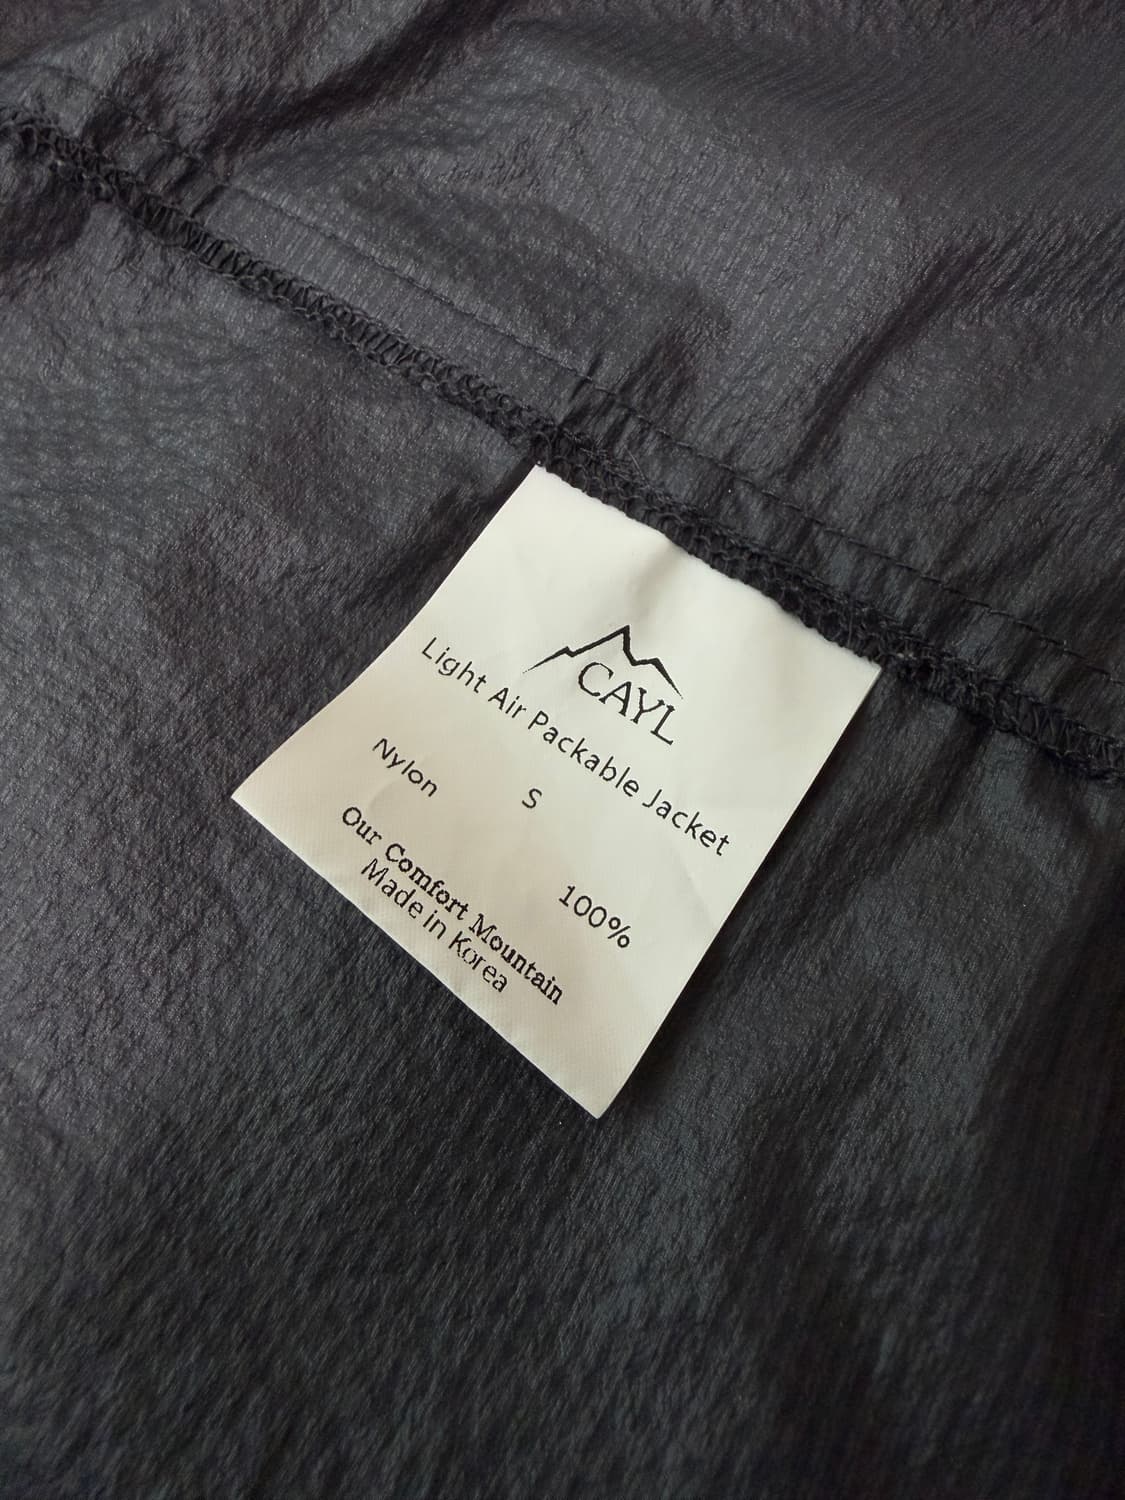 CAYL
Light Air Packable Jacket
S
Nylon 100%
Our Comfort Mountain
Made in Korea